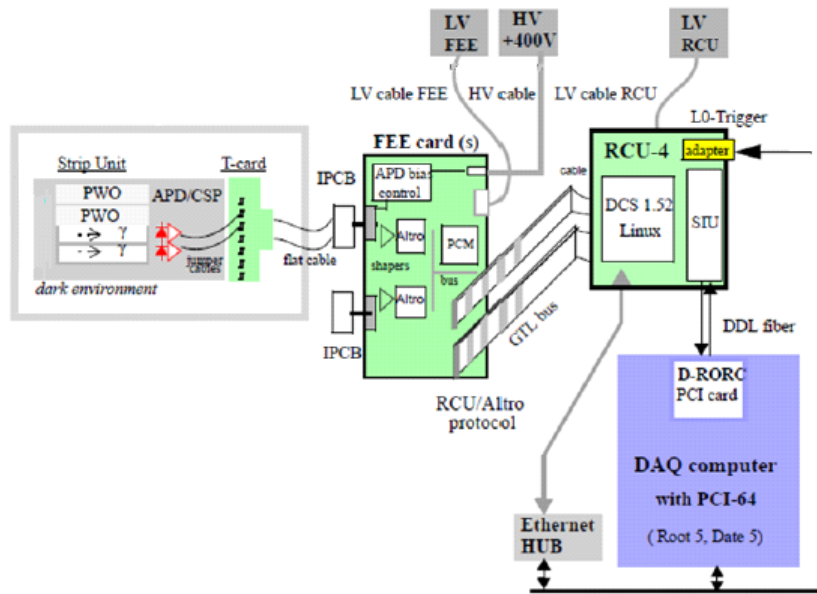 LV
FEE
HV
+400V
LV
RCU
LV cable FEE
HV cable
LV cable RCU
L0-Trigger
FEE card (s)
RCU-4
adapter
Strip Unit
T-card
IPCB
APD bias
control
cable
PWO
APD/CSP
PWO
DCS 1.52
Linux
SIU
γ
γ
Altro
PCM
jumper
cables
flat cable
shapers
dark environment
bus
Altro
GTL bus
IPCB
DDL fiber
RCU/Altro
protocol
D-RORC
PCI card
DAQ computer
with PCI-64
( Root 5, Date 5)
Ethernet
HUB